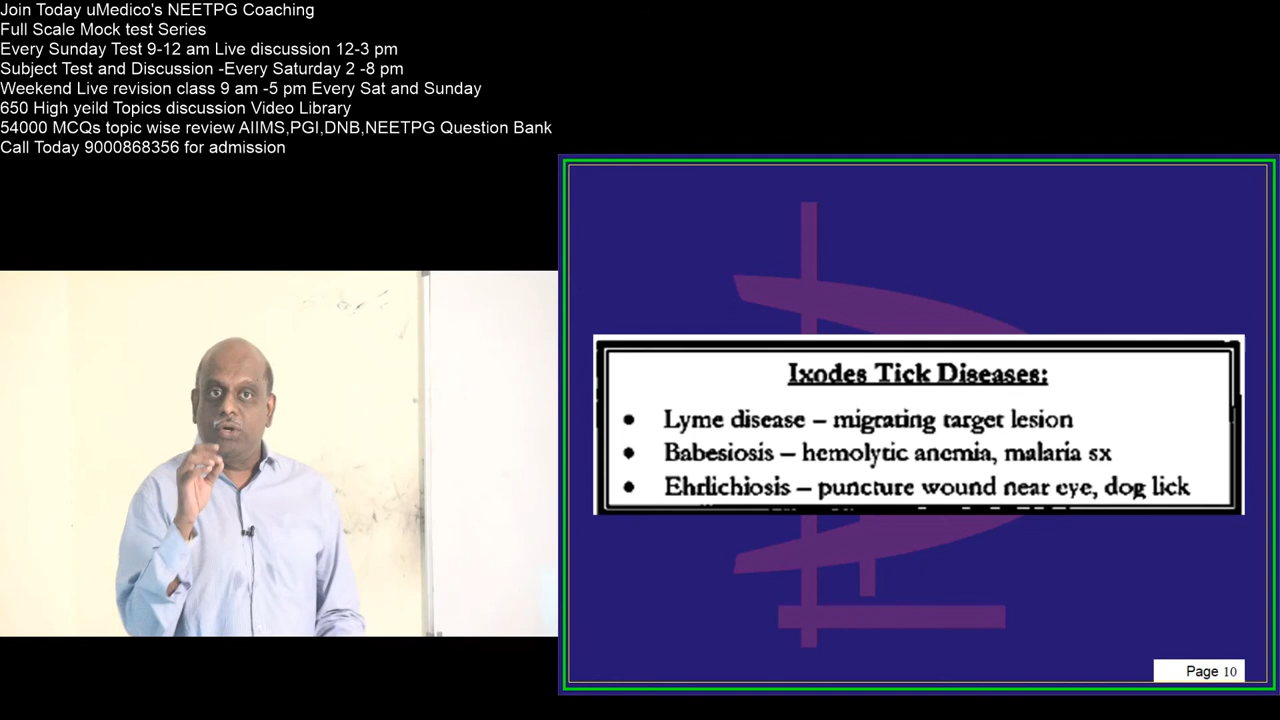 Join Today uMedico's NEETPG Coaching
Full Scale Mock test Series
Every Sunday Test 9-12 am Live discussion 12-3 pm
Subject Test and Discussion -Every Saturday 2 -8 pm
Weekend Live revision class 9 am -5 pm Every Sat and Sunday
650 High yeild Topics discussion Video Library
54000 MCQs topic wise review AIIMS,PGI,DNB,NEETPG Question Bank
Call Today 9000868356 for admission
Ixodes Tick Diseases:
• Lyme disease – migrating target lesion
• Babesiosis – hemolytic anemia, malaria sx
• Ehrlichiosis – puncture wound near eye, dog lick
Page 10